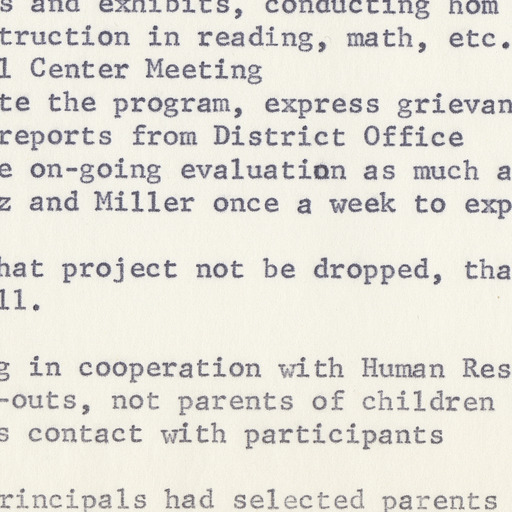 s and exhibits, conducting hom
truction in reading, math, etc.
l Center Meeting
te the program, express grievan
reports from District Office
e on-going evaluation as much a
z and Miller once a week to exp
hat project not be dropped, tha
ll.
g in cooperation with Human Res
-outs, not parents of children
s contact with participants
rincipals had selected parents